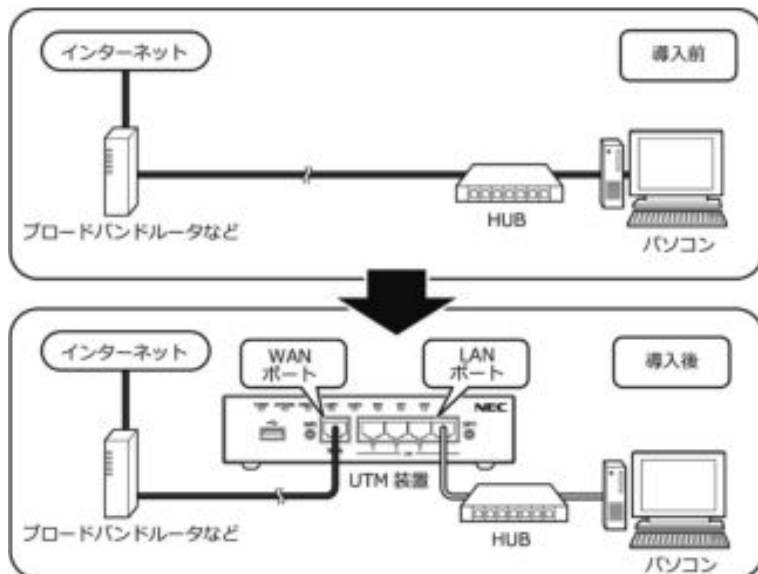 インターネット
導入前
HUB
ブロードバンドルータなど
パソコン
インターネット
WAN
ポート
LAN
ポート
導入後
NEC
UTM 装置
ブロードバンドルータなど
HUB
パソコン